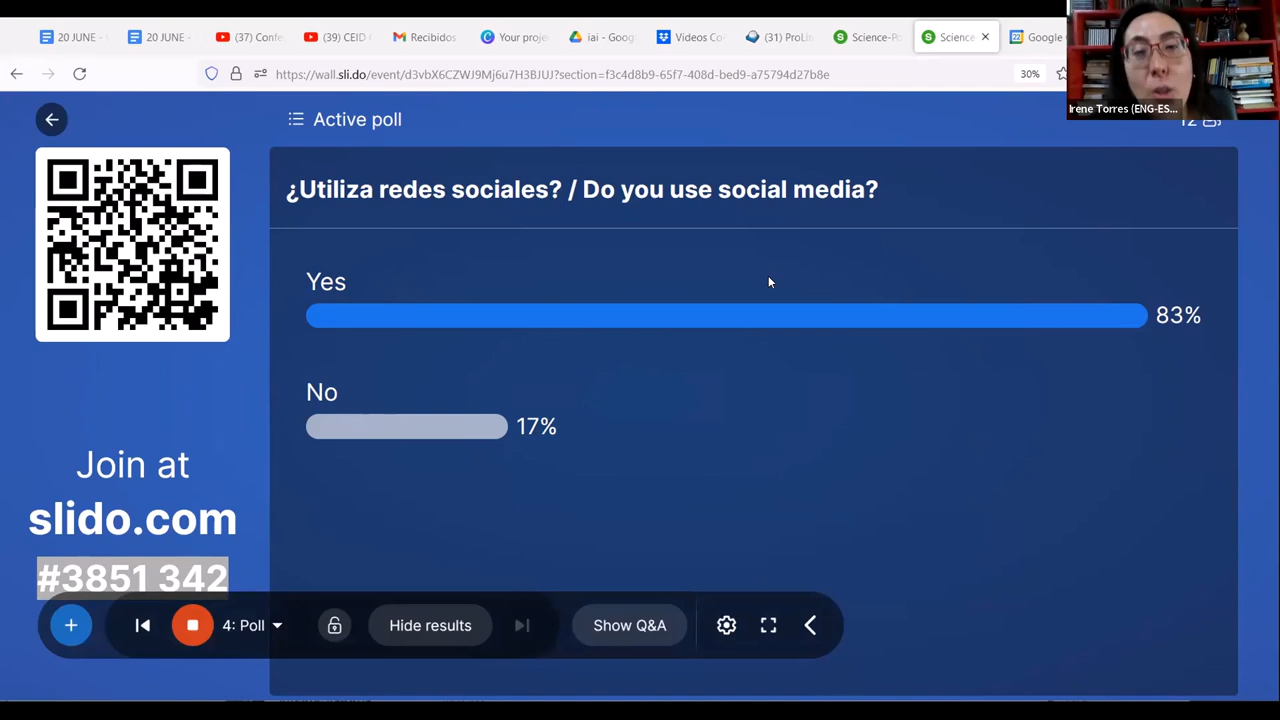 20 JUNE -
20 JUNE -
(37) Confe
(39) CEID
Recibidos
Your proje
iai - Goog
Videos Co
(31) ProLin
Science-Po
Science
Google
https://wall.sli.do/event/d3vbX6CZWJ9Mj6u7H3BJUJ?section=f3c4d8b9-65f7-408d-bed9-a75794d27b8e
30%
Irene Torres (ENG-ES...
Active poll
12
¿Utiliza redes sociales? / Do you use social media?
Yes
83%
No
17%
Join at
slido.com
#3851 342
4: Poll
Hide results
Show Q&A